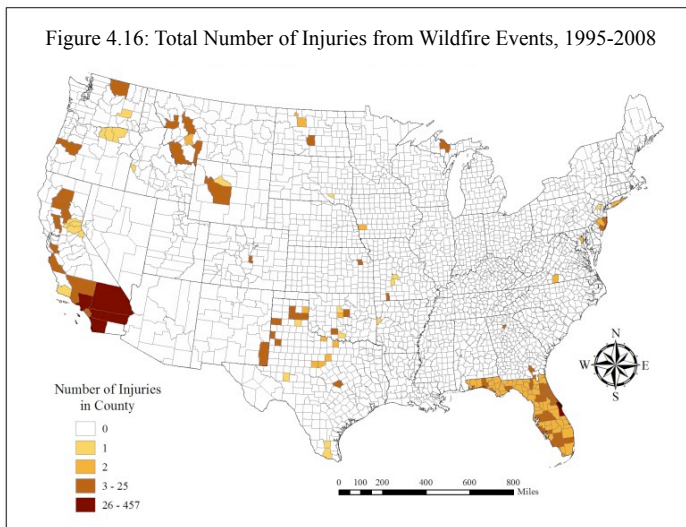 Figure 4.16: Total Number of Injuries from Wildfire Events, 1995-2008
N
W E
S
Number of Injuries
in County
0
1
2
3 - 25
26 - 457
0 50 100 200 400 600 800
Miles